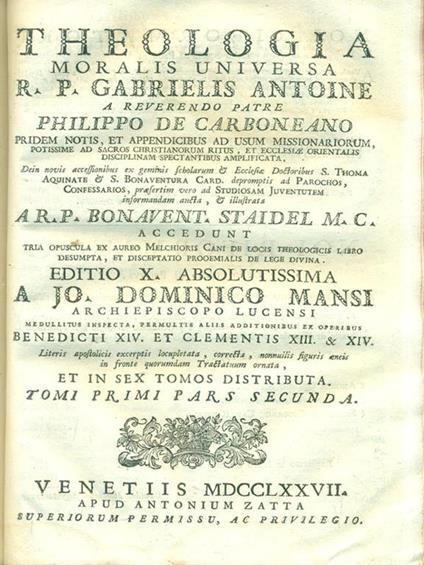 THEOLOGIA
MORALIS UNIVERSA
R. P. GABRIELIS ANTOINE
A REVERENDO PATRE
PHILIPPO DE CARBONEANO
PRIDEM NOTIS, ET APPENDICIBUS AD USUM MISSIONARIORUM,
POTISSIME AD SACROS CHRISTIANORUM RITUS, ET ECCLESIÆ ORIENTALIS
DISCIPLINAM SPECTANTIBUS AMPLIFICATA,
Dein novis accessionibus ex geminis scholarum & Ecclesiæ Doctoribus S. THOMA
AQUINATE & S. BONAVENTURA CARD. depromptis ad PAROCHOS,
CONFESSARIOS, præsertim vero ad STUDIOSAM JUVENTUTEM
informandam aucta, & illustrata
A R. P. BONAVENT. STAIDEL M. C.
ACCEDUNT
TRIA OPUSCULA EX AUREO MELCHIORIS CANI DE LOCIS THEOLOGICIS LIBRO
DESUMPTA, ET DISCEPTATIO PROOEMIALIS DE LEGE DIVINA.
EDITIO X. ABSOLUTISSIMA
A JO. DOMINICO MANSI
ARCHIEPISCOPO LUCENSI
MEDULLITUS INSPECTA, PERMULTIS ALIIS ADDITIONIBUS EX OPERIBUS
BENEDICTI XIV. ET CLEMENTIS XIII. & XIV.
Literis apostolicis excerptis locupletata, correcta, nonnullis figuris æneis
in fronte quorumdam Tractatuum ornata,
ET IN SEX TOMOS DISTRIBUTA.
TOMI PRIMI PARS SECUNDA.
VENETIIS MDCCLXXVII.
APUD ANTONIUM ZATTA
SUPERIORUM PERMISSU, AC PRIVILEGIO.